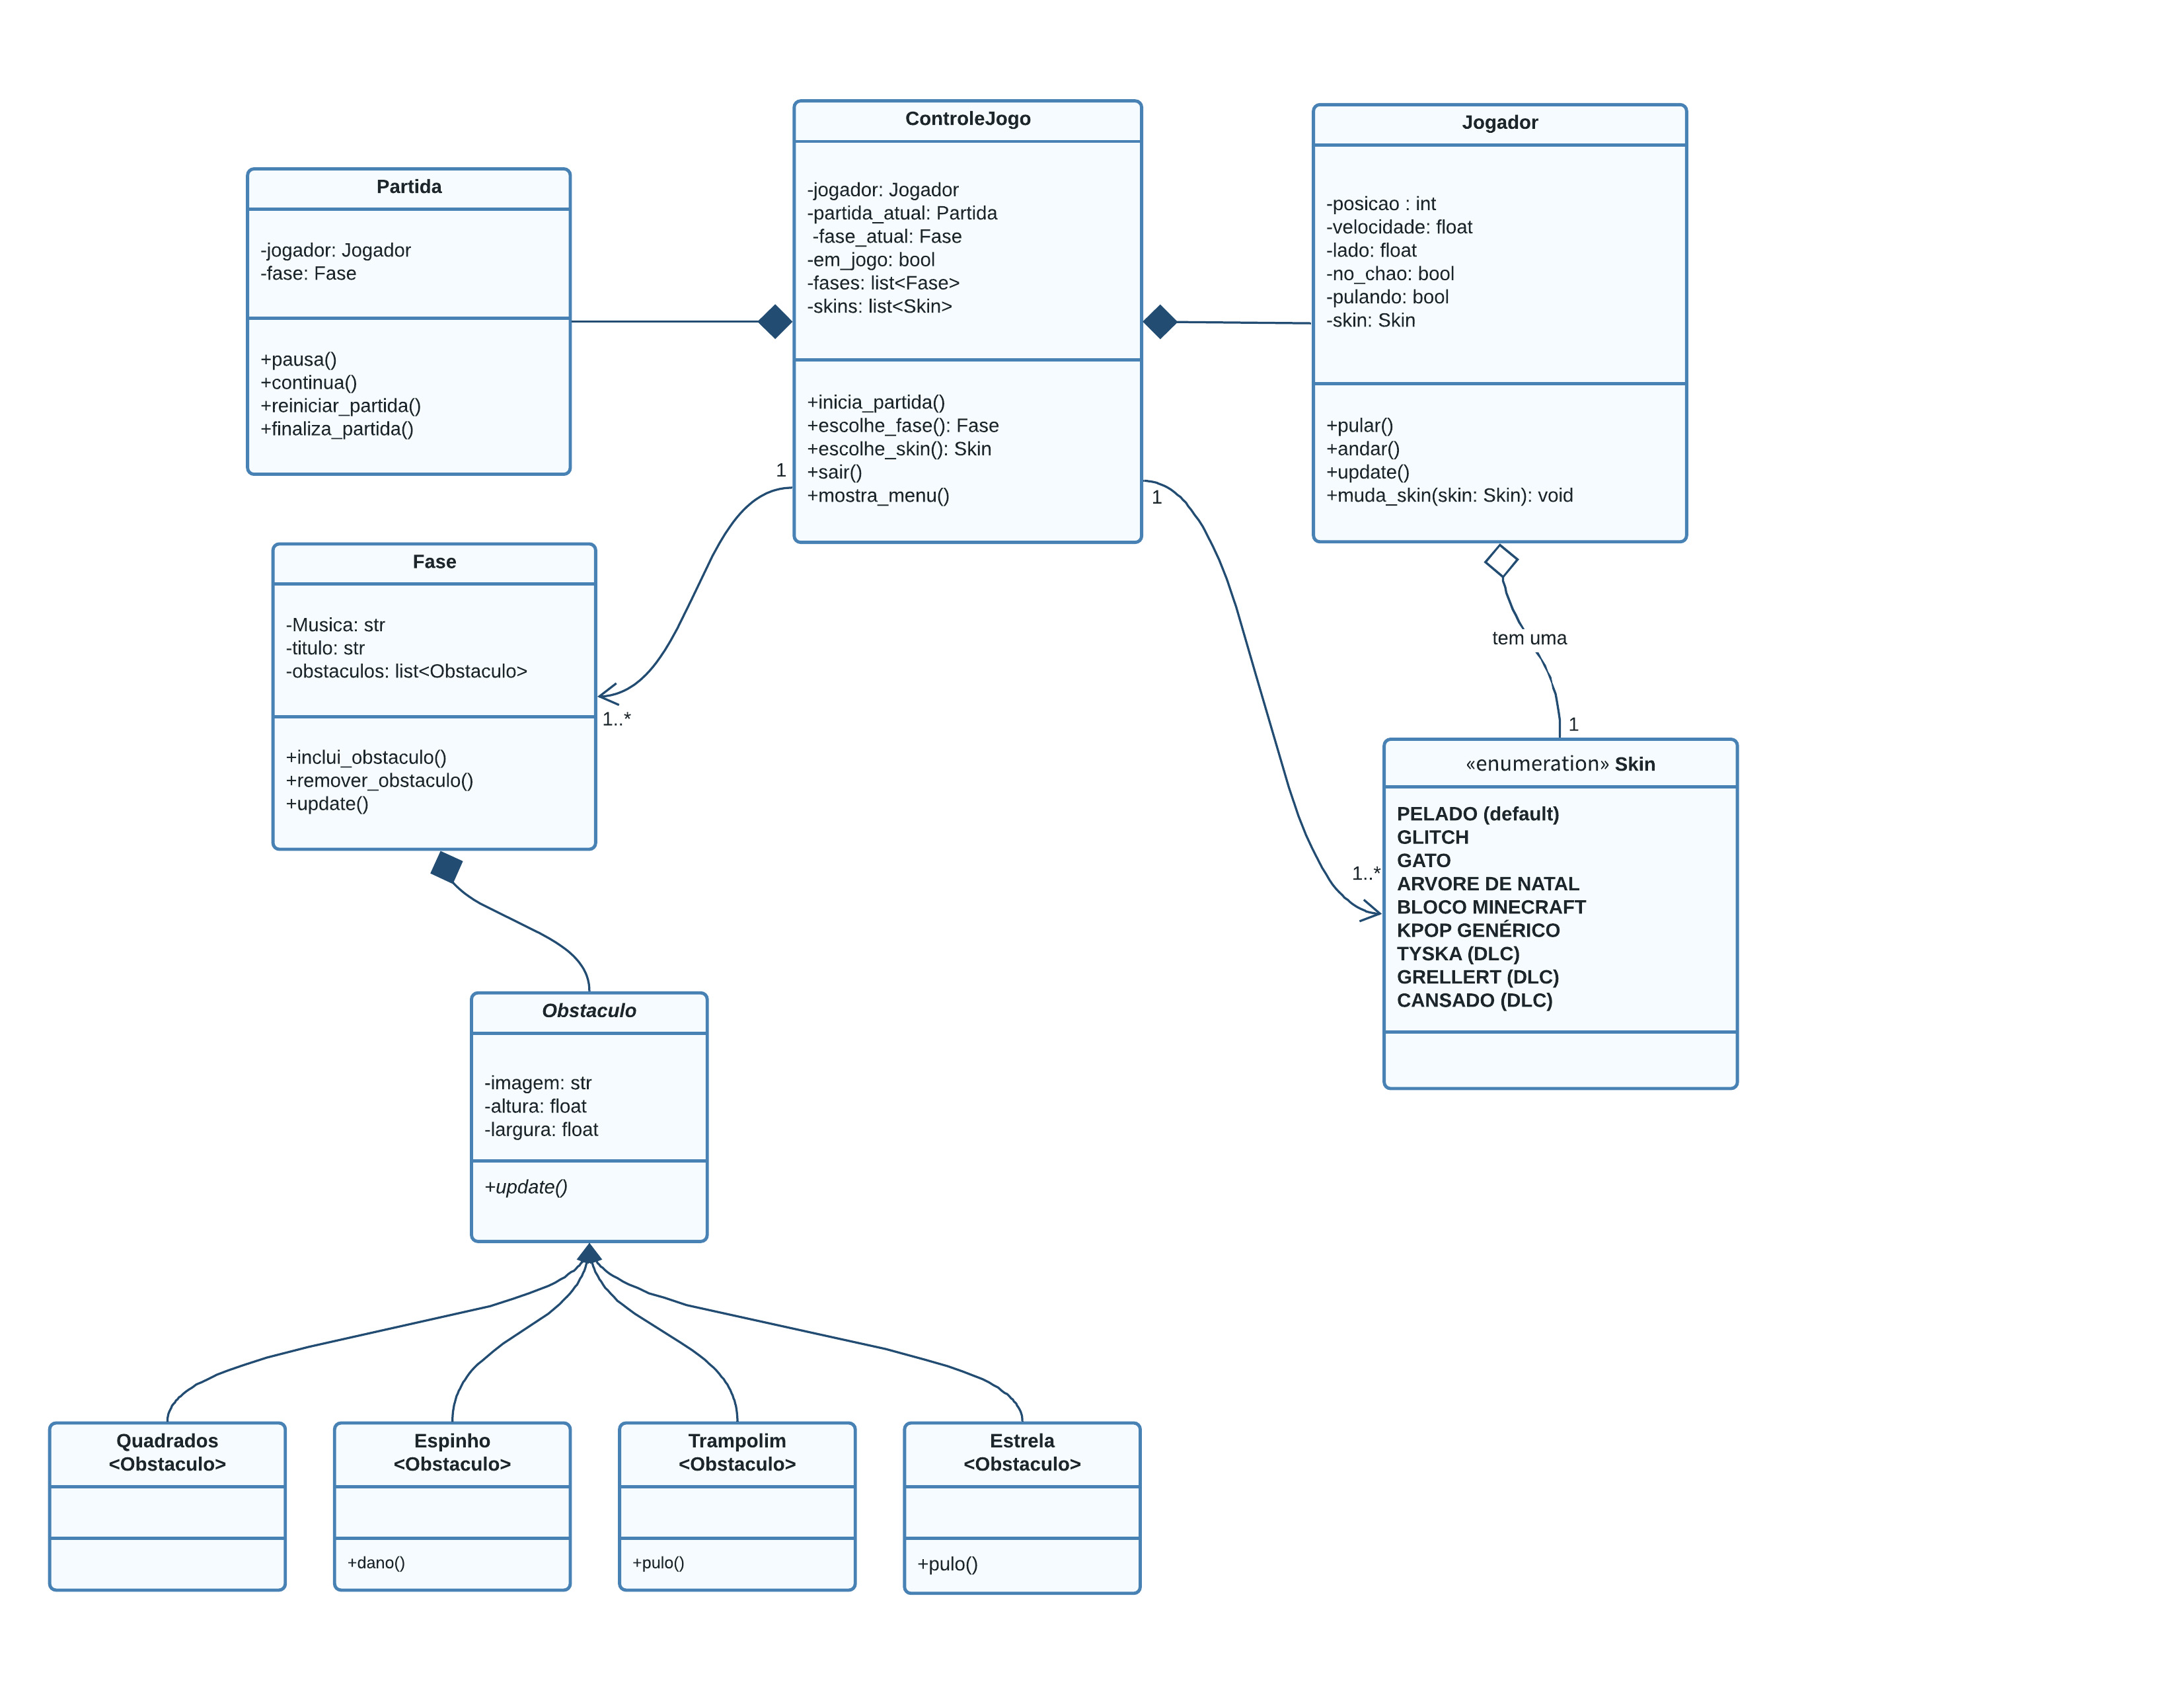 ControleJogo
-jogador: Jogador
-partida_atual: Partida
-fase_atual: Fase
-em_jogo: bool
-fases: list<Fase>
-skins: list<Skin>
+inicia_partida()
+escolhe_fase(): Fase
+escolhe_skin(): Skin
+sair()
+mostra_menu()
Jogador
-posicao : int
-velocidade: float
-lado: float
-no_chao: bool
-pulando: bool
-skin: Skin
+pular()
+andar()
+update()
+muda_skin(skin: Skin): void
Partida
-jogador: Jogador
-fase: Fase
+pausa()
+continua()
+reiniciar_partida()
+finaliza_partida()
1
1
Fase
-Musica: str
-titulo: str
-obstaculos: list<Obstaculo>
+inclui_obstaculo()
+remover_obstaculo()
+update()
1..*
tem uma
1
1..*
«enumeration» Skin
PELADO (default)
GLITCH
GATO
ARVORE DE NATAL
BLOCO MINECRAFT
KPOP GENÉRICO
TYSKA (DLC)
GRELLERT (DLC)
CANSADO (DLC)
Obstaculo
-imagem: str
-altura: float
-largura: float
+update()
Quadrados
<Obstaculo>
Espinho
<Obstaculo>
+dano()
Trampolim
<Obstaculo>
+pulo()
Estrela
<Obstaculo>
+pulo()